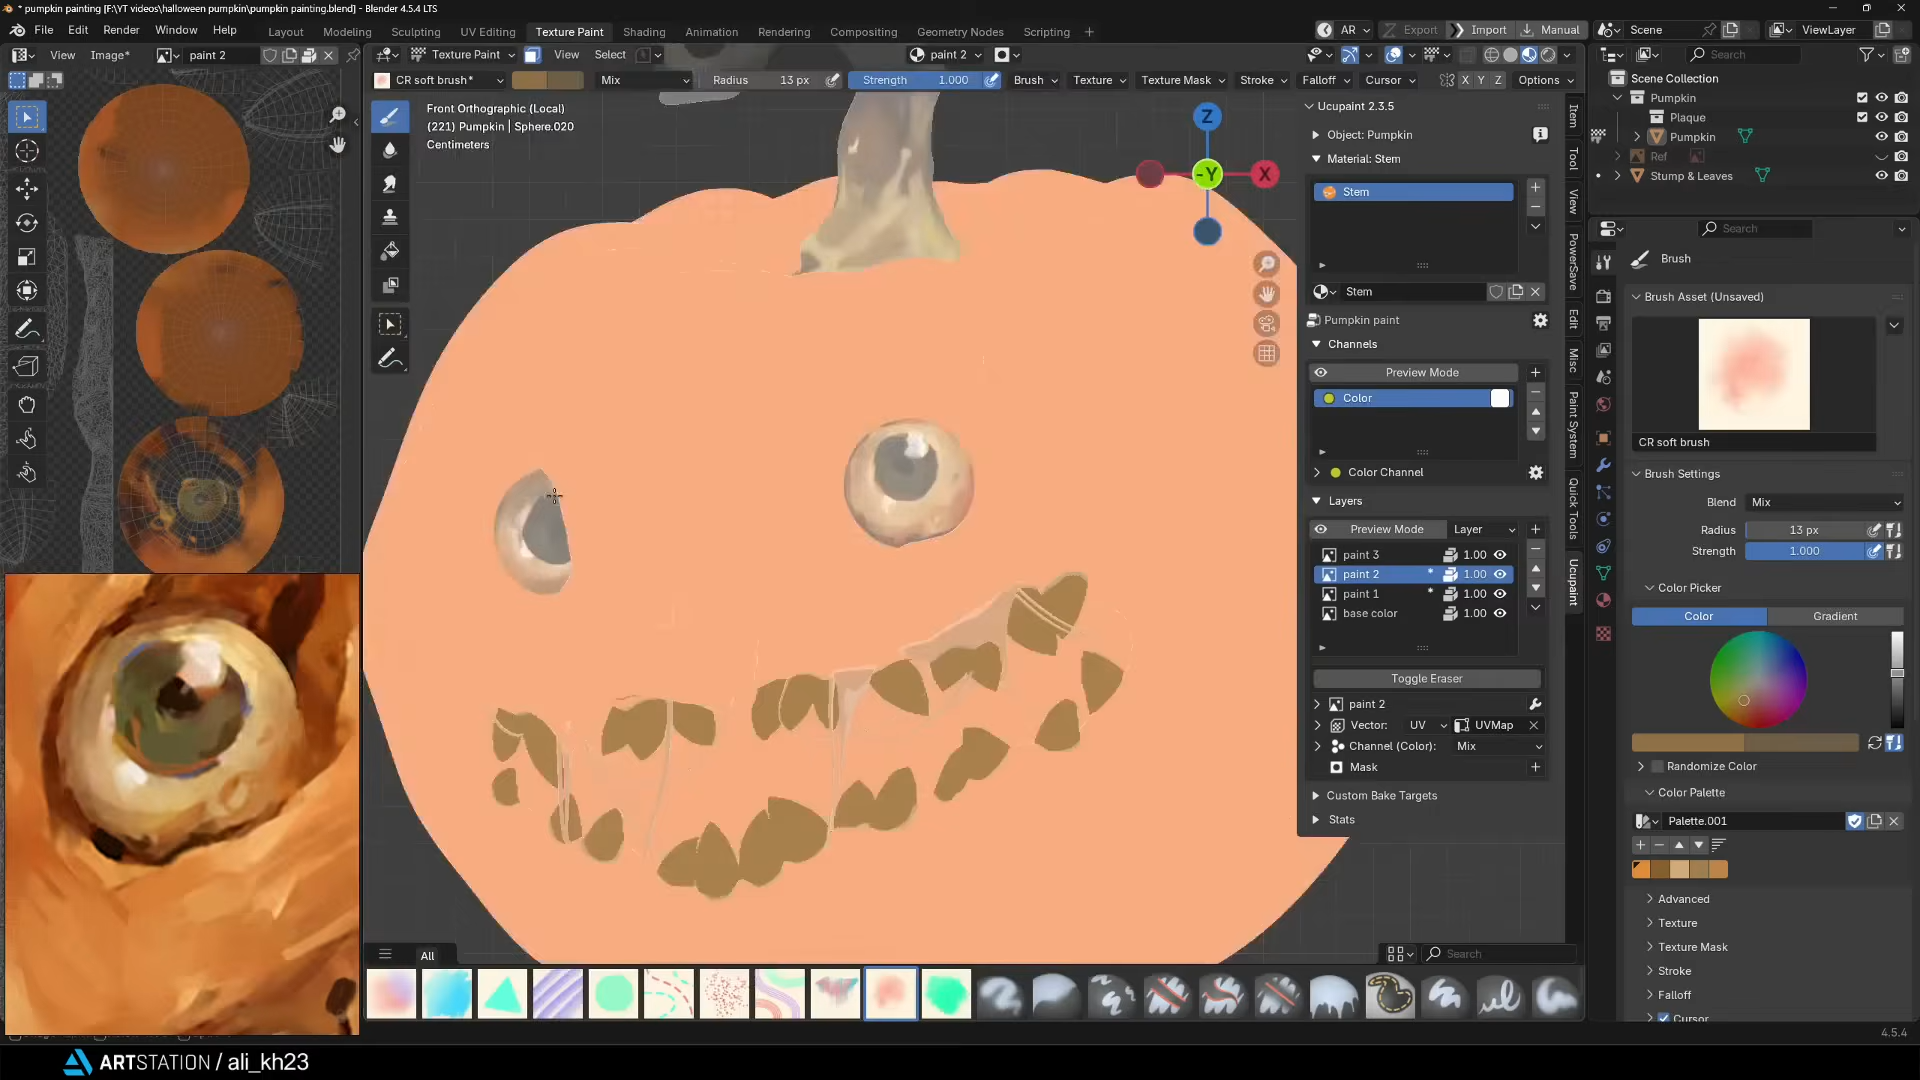 * pumpkin painting [F:\YT videos\halloween pumpkin\pumpkin painting.blend] - Blender 4.5.4 LTS
File Edit Render Window Help Layout Modeling Sculpting UV Editing Texture Paint Shading Animation Rendering Compositing Geometry Nodes Scripting + AR Export Import Manual Scene ViewLayer
View Image* paint 2 Texture Paint View Select paint 2 Search
CR soft brush* Mix Radius 13 px Strength 1.000 Brush Texture Texture Mask Stroke Falloff Cursor X Y Z Options
Scene Collection
Pumpkin
Plaque
Pumpkin
Ref
Stump & Leaves
Front Orthographic (Local)
(221) Pumpkin | Sphere.020
Centimeters
Z
-Y
X
Ucupaint 2.3.5
Object: Pumpkin
Material: Stem
Stem
Stem
Pumpkin paint
Channels
Preview Mode
Color
Color Channel
Layers
Preview Mode Layer
paint 3 1.00
paint 2 * 1.00
paint 1 * 1.00
base color 1.00
Toggle Eraser
paint 2
Vector: UV UVMap
Channel (Color): Mix
Mask
Custom Bake Targets
Stats
Item
Tool
View
PowerSave
Edit
Misc
Paint System
Quick Tools
Ucupaint
Search
Brush
Brush Asset (Unsaved)
CR soft brush
Brush Settings
Blend Mix
Radius 13 px
Strength 1.000
Color Picker
Color Gradient
Randomize Color
Color Palette
Palette.001
Advanced
Texture
Texture Mask
Stroke
Falloff
Cursor
All
Search
4.5.4
ARTSTATION / ali_kh23